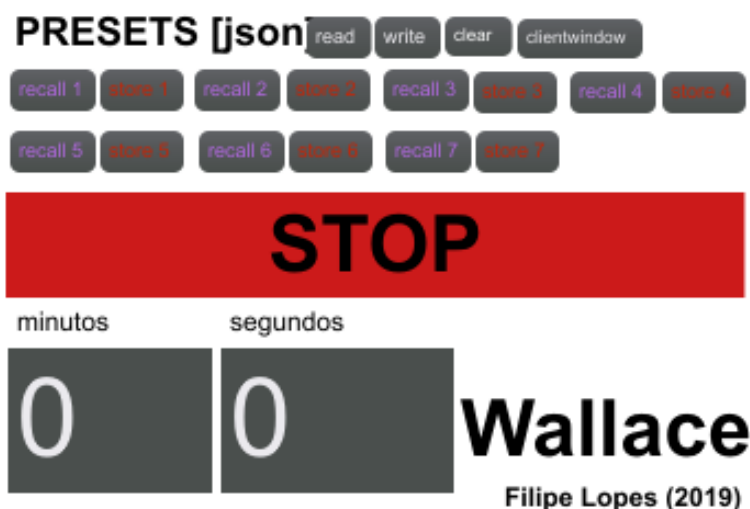 PRESETS [json] read write clear clientwindow
recall 1 store 1 recall 2 store 2 recall 3 store 3 recall 4 store 4
recall 5 store 5 recall 6 store 6 recall 7 store 7
STOP
minutos segundos
0 0
Wallace
Filipe Lopes (2019)